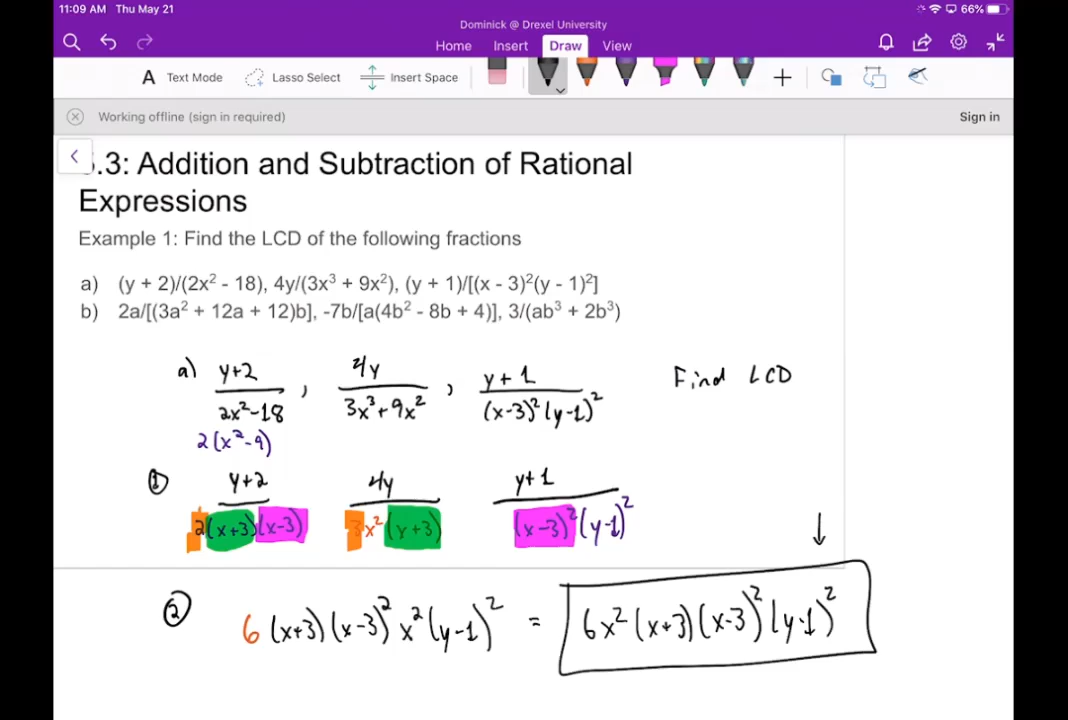 11:09 AM Thu May 21
66%
Dominick @ Drexel University
Home Insert Draw View
Text Mode Lasso Select Insert Space
Working offline (sign in required) Sign in
.3: Addition and Subtraction of Rational
Expressions
Example 1: Find the LCD of the following fractions
a) (y + 2)/(2x² - 18), 4y/(3x³ + 9x²), (y + 1)/[(x - 3)²(y - 1)²]
b) 2a/[(3a² + 12a + 12)b], -7b/[a(4b² - 8b + 4)], 3/(ab³ + 2b³)
a) y+2 , 4y , y+1 Find LCD
2x²-18 3x³+9x² (x-3)²(y-1)²
2(x²-9)
① y+2 4y y+1
2(x+3)(x-3) 3x²(x+3) (x-3)²(y-1)²
↓
② 6(x+3)(x-3)²x²(y-1)² = 6x²(x+3)(x-3)²(y-1)²